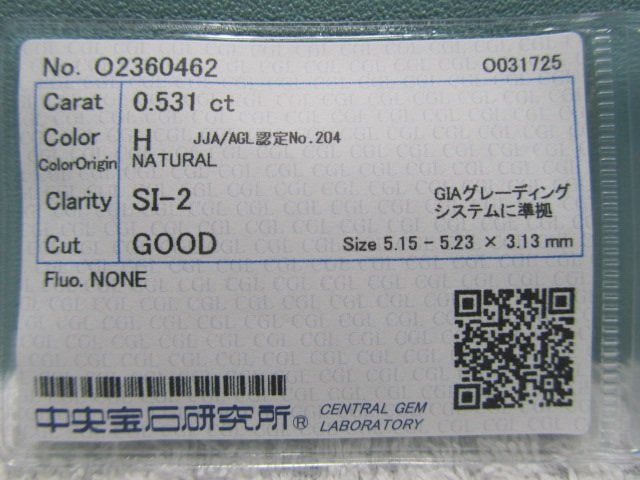 No. O2360462 O031725
Carat 0.531 ct
Color H JJA/AGL認定No.204
ColorOrigin NATURAL
Clarity SI-2 GIAグレーディング
システムに準拠
Cut GOOD Size 5.15 - 5.23 × 3.13 mm
Fluo. NONE
中央宝石研究所® CENTRAL GEM
LABORATORY